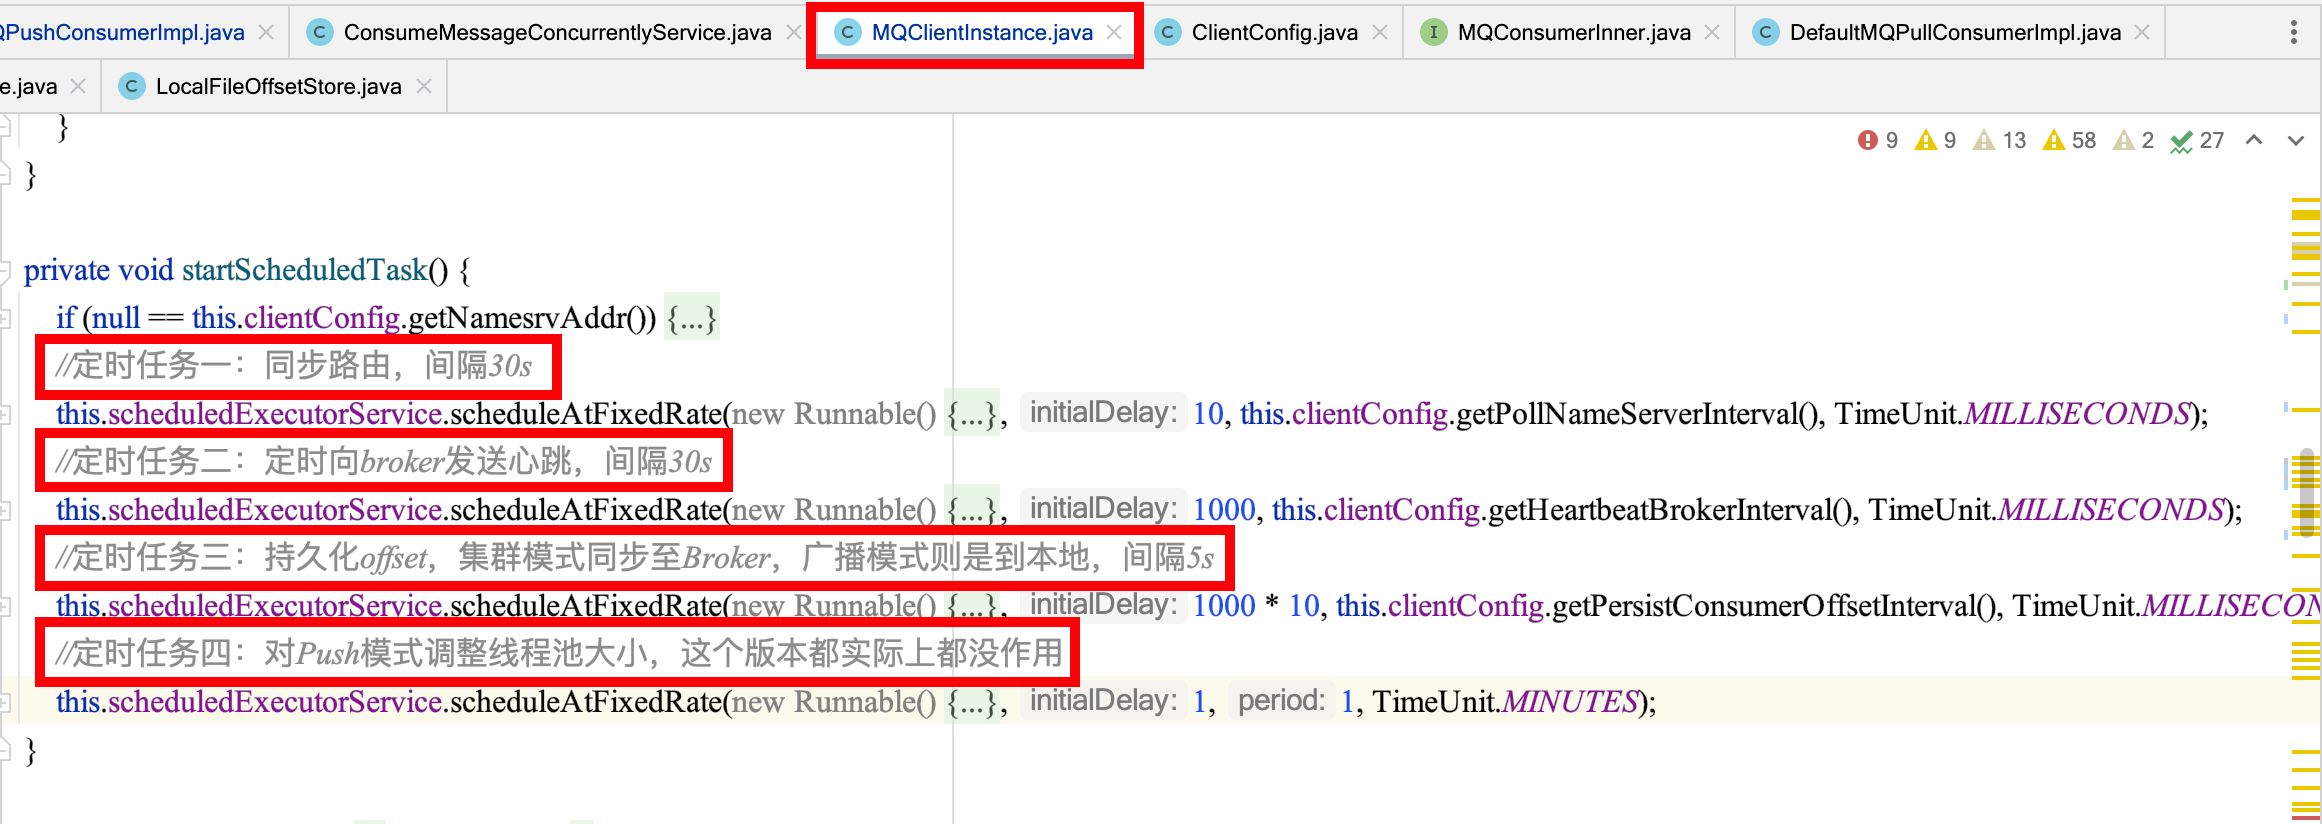 QPushConsumerImpl.java
ConsumeMessageConcurrentlyService.java
MQClientInstance.java
ClientConfig.java
MQConsumerInner.java
DefaultMQPullConsumerImpl.java
e.java
LocalFileOffsetStore.java
}
9 9 13 58 2 27
}
private void startScheduledTask() {
if (null == this.clientConfig.getNamesrvAddr()) {...}
//定时任务一：同步路由，间隔30s
this.scheduledExecutorService.scheduleAtFixedRate(new Runnable() {...}, initialDelay: 10, this.clientConfig.getPollNameServerInterval(), TimeUnit.MILLISECONDS);
//定时任务二：定时向broker发送心跳，间隔30s
this.scheduledExecutorService.scheduleAtFixedRate(new Runnable() {...}, initialDelay: 1000, this.clientConfig.getHeartbeatBrokerInterval(), TimeUnit.MILLISECONDS);
//定时任务三：持久化offset，集群模式同步至Broker，广播模式则是到本地，间隔5s
this.scheduledExecutorService.scheduleAtFixedRate(new Runnable() {...}, initialDelay: 1000 * 10, this.clientConfig.getPersistConsumerOffsetInterval(), TimeUnit.MILLISECON
//定时任务四：对Push模式调整线程池大小，这个版本都实际上都没作用
this.scheduledExecutorService.scheduleAtFixedRate(new Runnable() {...}, initialDelay: 1, period: 1, TimeUnit.MINUTES);
}